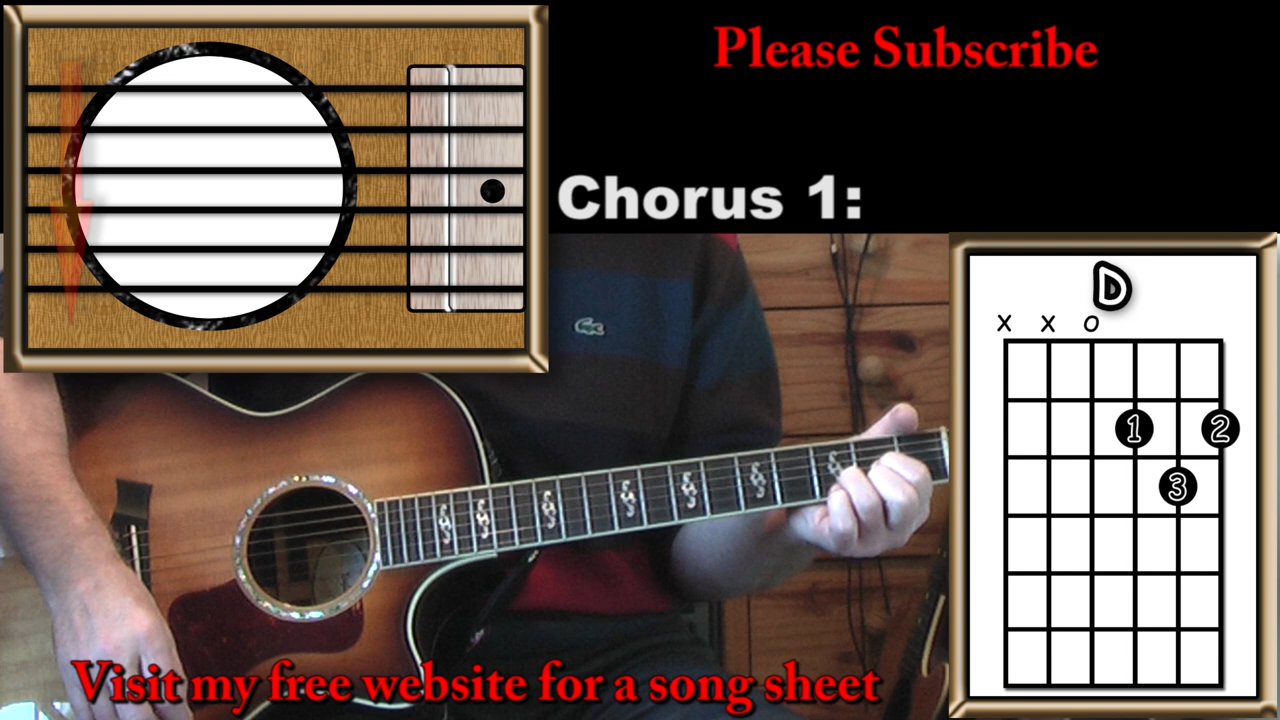 Please Subscribe
Chorus 1:
D
x x o
1 2
3
Visit my free website for a song sheet